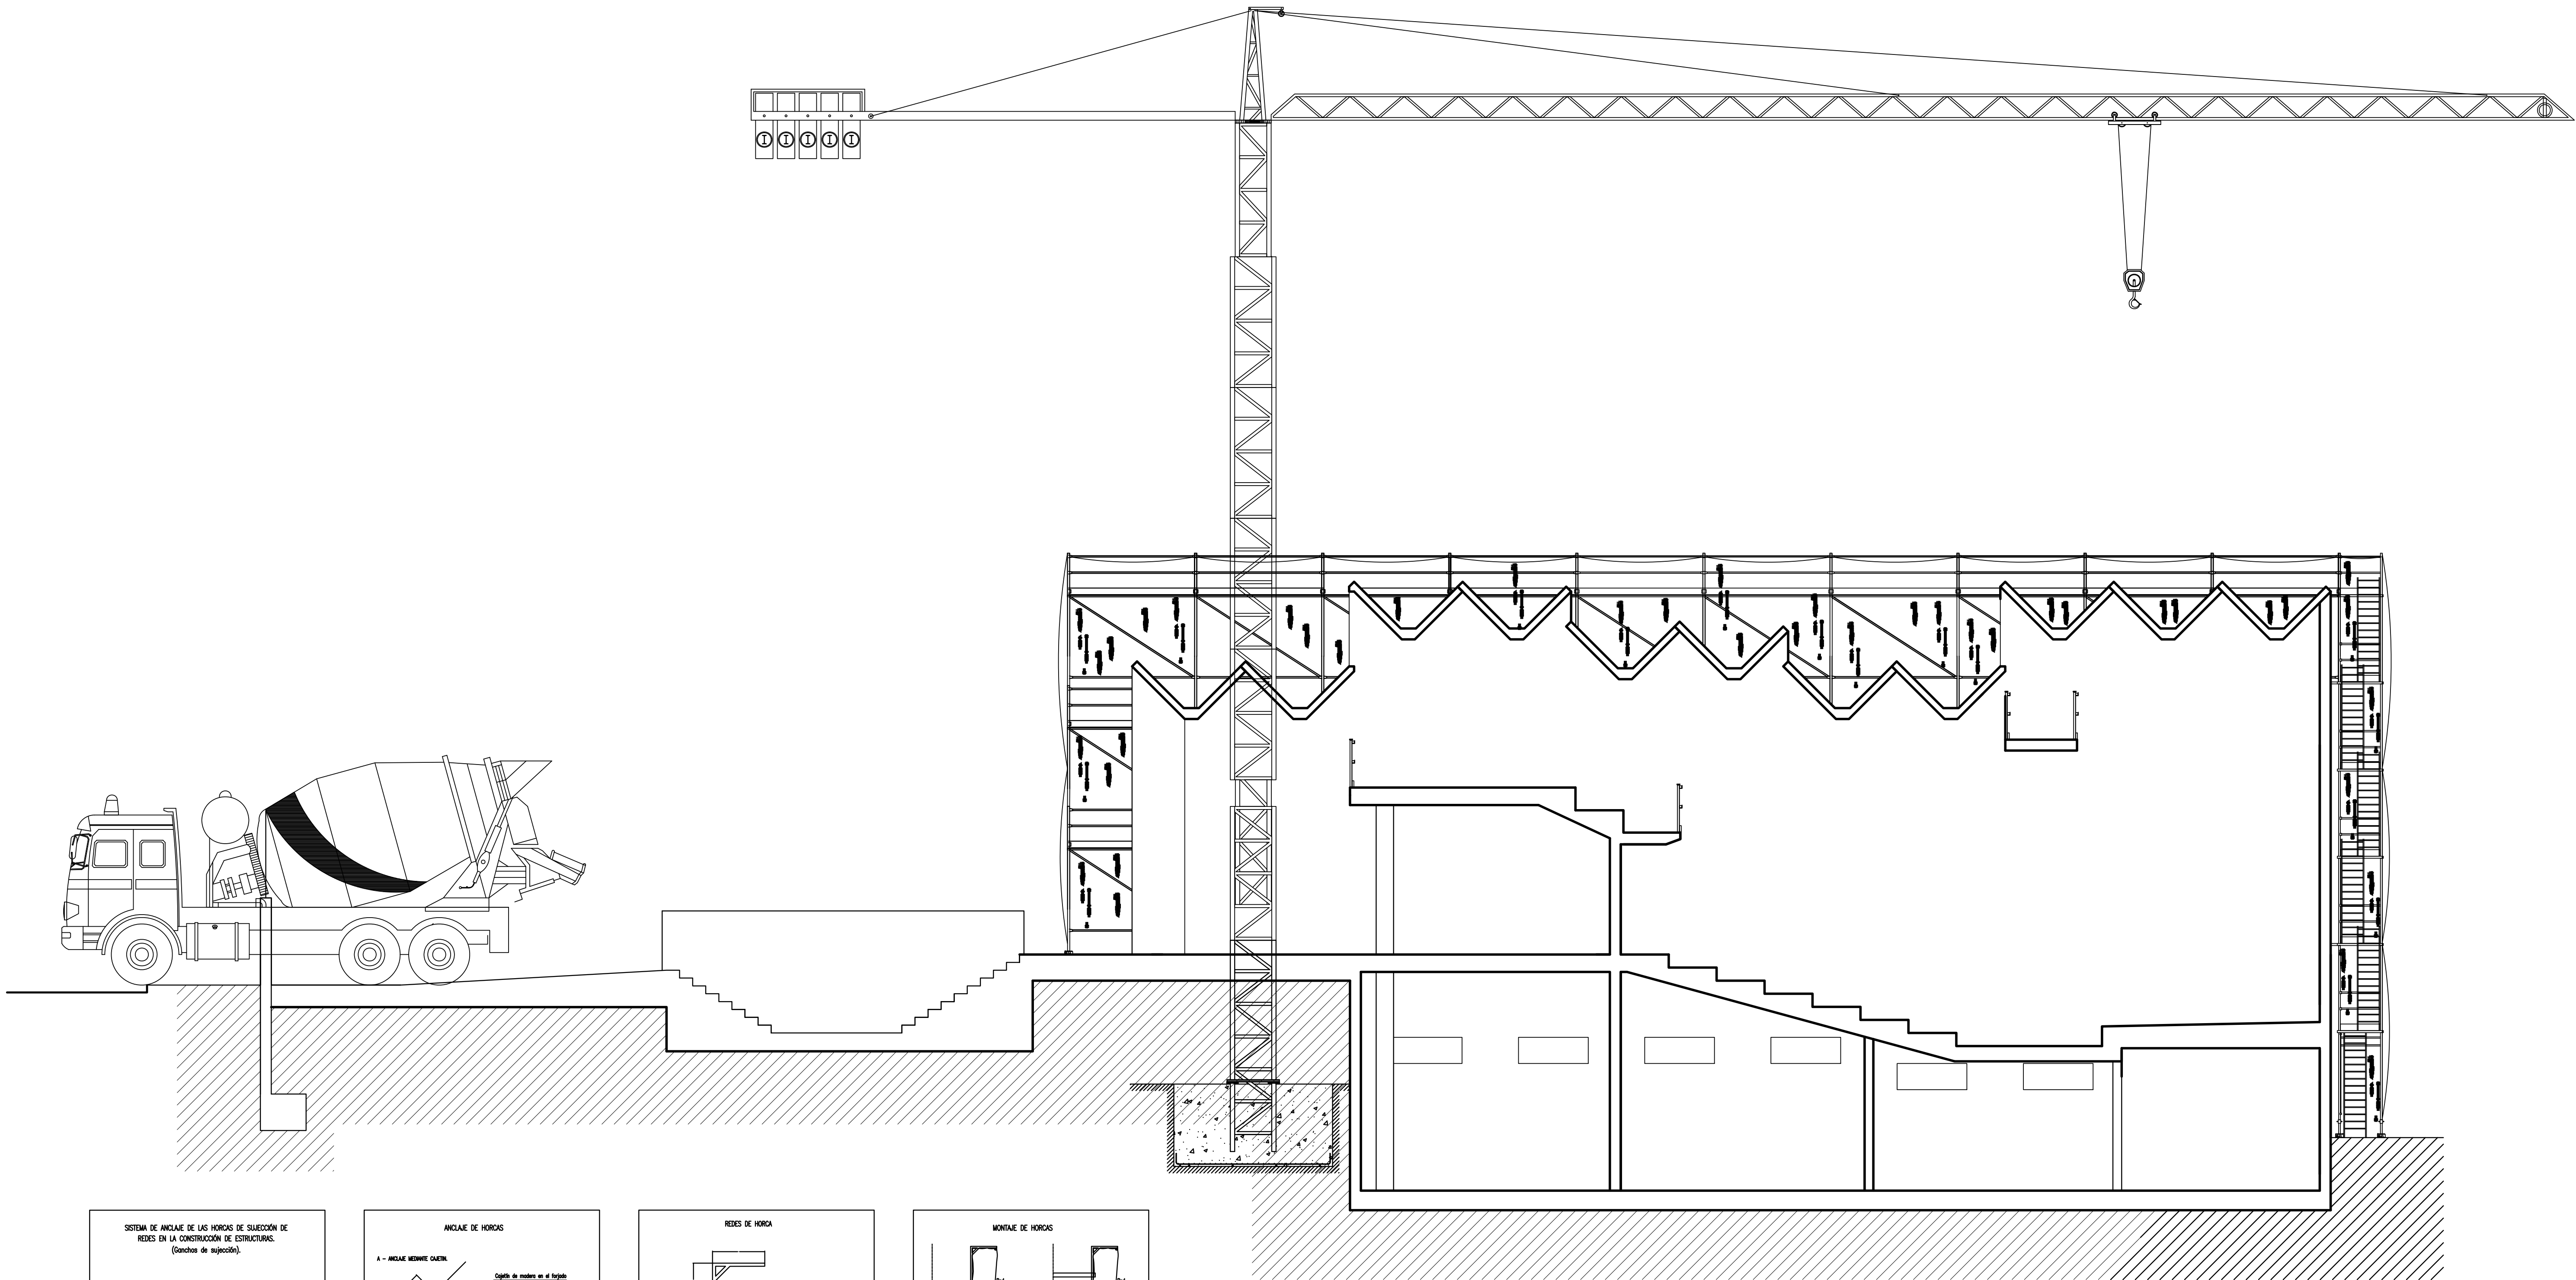 SISTEMA DE ANCLAJE DE LAS HORCAS DE SUJECCIÓN DE
REDES EN LA CONSTRUCCIÓN DE ESTRUCTURAS.
(Ganchos de sujección).
ANCLAJE DE HORCAS
A - ANCLAJE MEDIANTE CAJETIN.
Cajetín de madera en el forjado
REDES DE HORCA
MONTAJE DE HORCAS